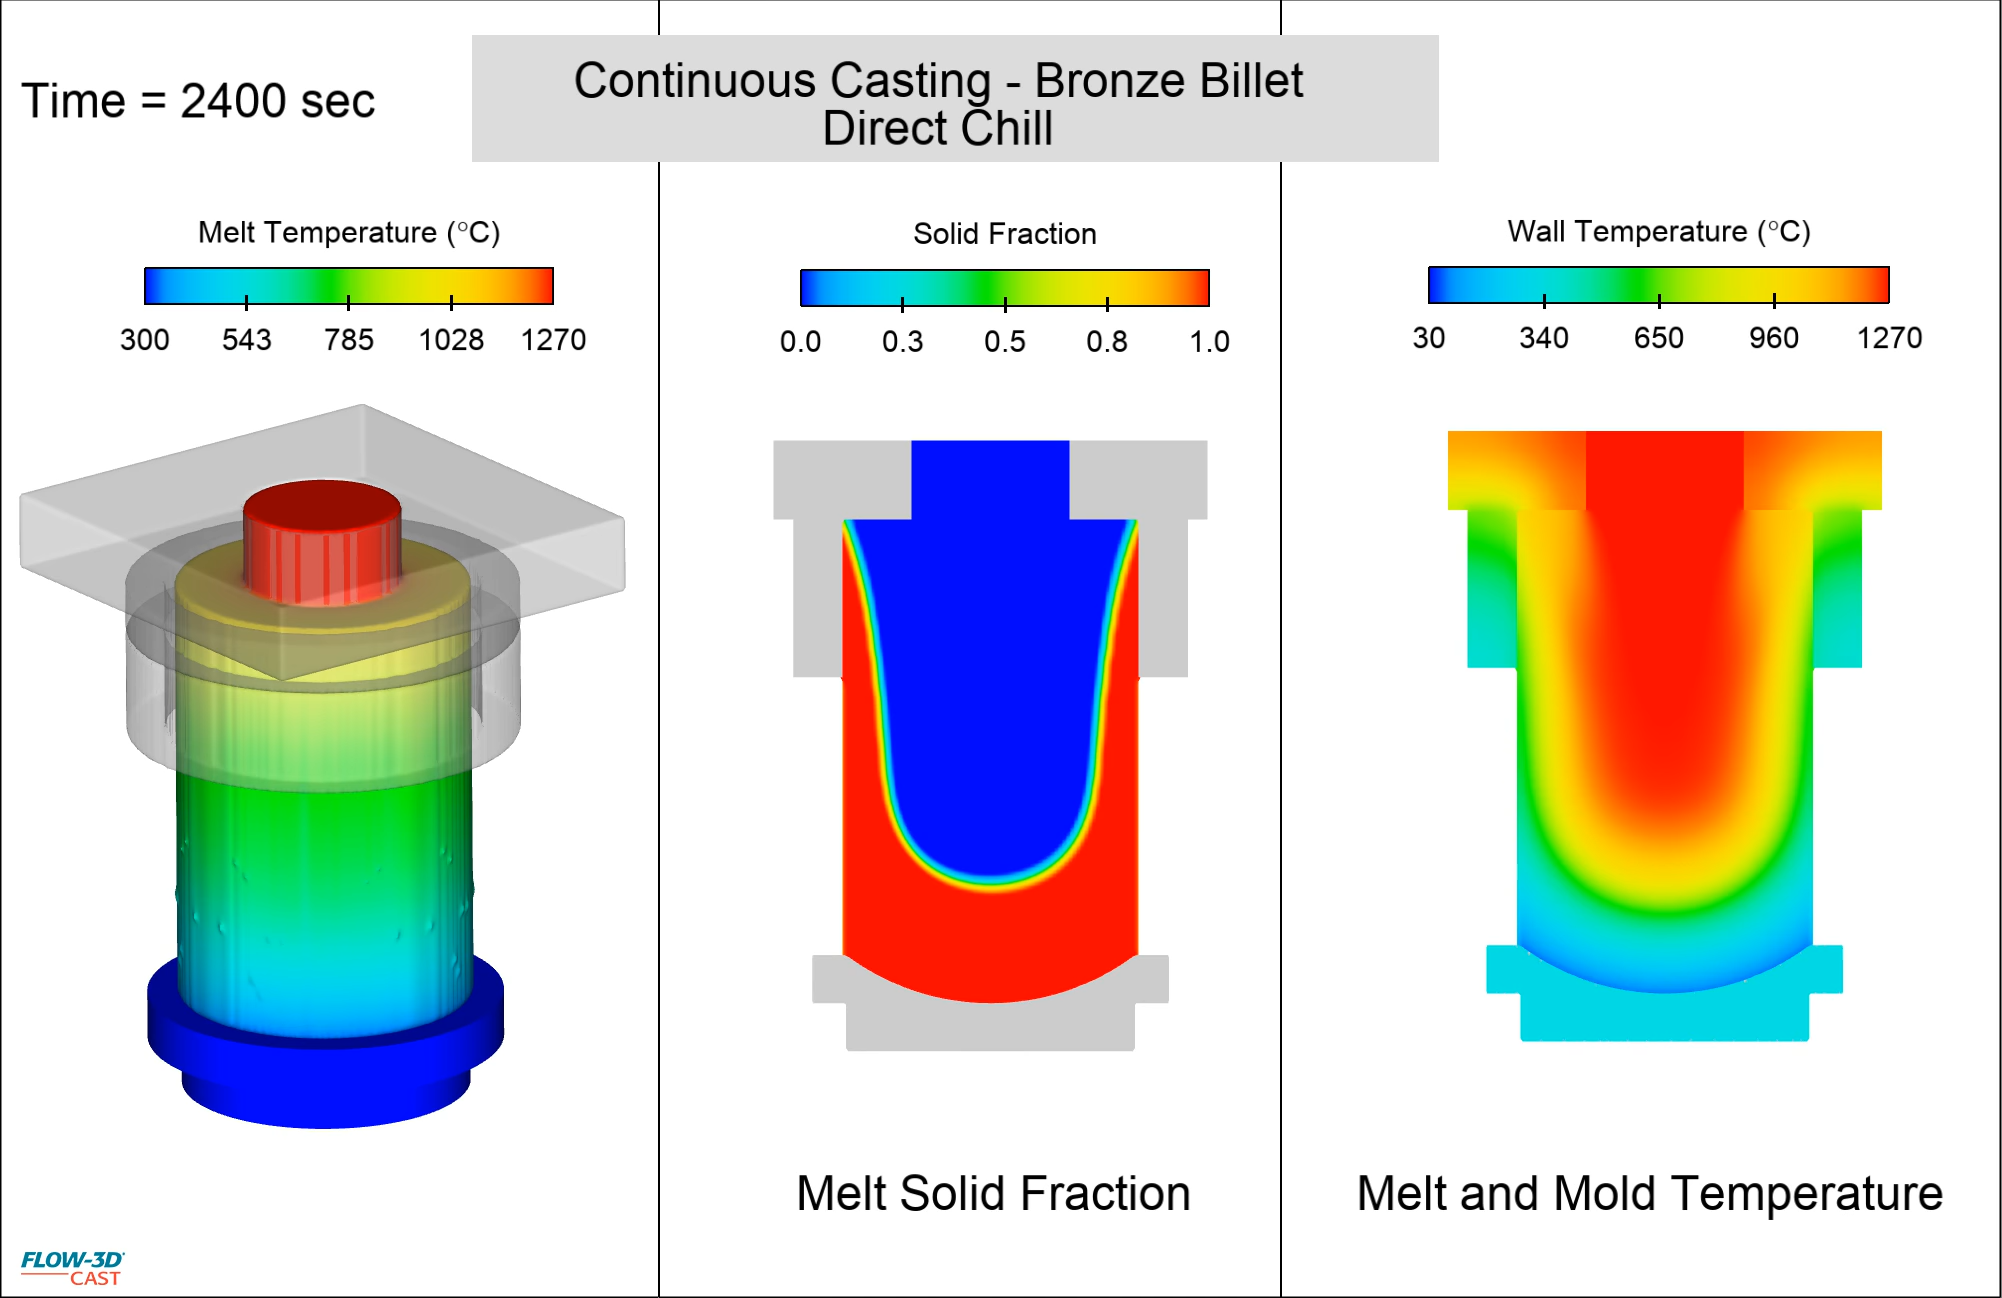 Continuous Casting - Bronze Billet
Direct Chill
Time = 2400 sec
Melt Temperature (°C)
300 543 785 1028 1270
Solid Fraction
0.0 0.3 0.5 0.8 1.0
Wall Temperature (°C)
30 340 650 960 1270
Melt Solid Fraction
Melt and Mold Temperature
FLOW-3D
CAST